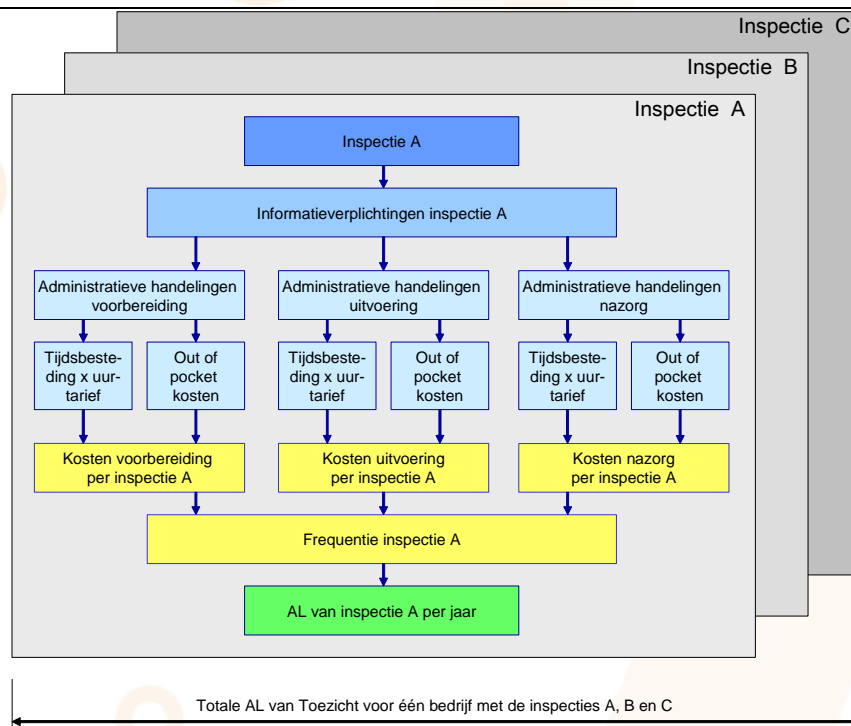 Inspectie C
Inspectie B
Inspectie A
Inspectie A
Informatieverplichtingen inspectie A
Administratieve handelingen
voorbereiding
Administratieve handelingen
uitvoering
Administratieve handelingen
nazorg
Tijdsbeste-
ding x uur-
tarief
Out of
pocket
kosten
Tijdsbeste-
ding x uur-
tarief
Out of
pocket
kosten
Tijdsbeste-
ding x uur-
tarief
Out of
pocket
kosten
Kosten voorbereiding
per inspectie A
Kosten uitvoering
per inspectie A
Kosten nazorg
per inspectie A
Frequentie inspectie A
AL van inspectie A per jaar
Totale AL van Toezicht voor één bedrijf met de inspecties A, B en C